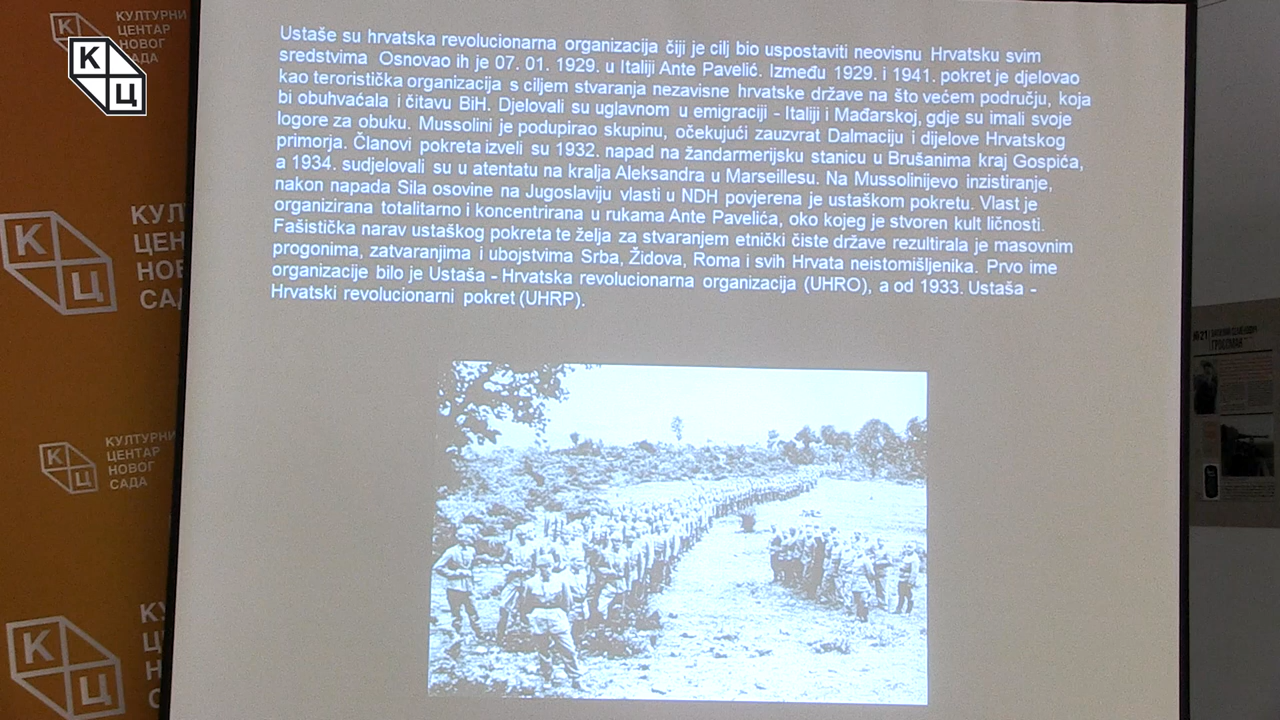 КУЛТУРНИ
ЦЕНТАР
НОВОГ
САДА
К
Ц
Ustaše su hrvatska revolucionarna organizacija čiji je cilj bio uspostaviti neovisnu Hrvatsku svim
sredstvima Osnovao ih je 07. 01. 1929. u Italiji Ante Pavelić. Između 1929. i 1941. pokret je djelovao
kao teroristička organizacija s ciljem stvaranja nezavisne hrvatske države na što većem području, koja
bi obuhvaćala i čitavu BiH. Djelovali su uglavnom u emigraciji - Italiji i Mađarskoj, gdje su imali svoje
logore za obuku. Mussolini je podupirao skupinu, očekujući zauzvrat Dalmaciju i dijelove Hrvatskog
primorja. Članovi pokreta izveli su 1932. napad na žandarmerijsku stanicu u Brušanima kraj Gospića,
a 1934. sudjelovali su u atentatu na kralja Aleksandra u Marseillesu. Na Mussolinijevo inzistiranje,
nakon napada Sila osovine na Jugoslaviju vlasti u NDH povjerena je ustaškom pokretu. Vlast je
organizirana totalitarno i koncentrirana u rukama Ante Pavelića, oko kojeg je stvoren kult ličnosti.
Fašistička narav ustaškog pokreta te želja za stvaranjem etnički čiste države rezultirala je masovnim
progonima, zatvaranjima i ubojstvima Srba, Židova, Roma i svih Hrvata neistomišljenika. Prvo ime
organizacije bilo je Ustaša - Hrvatska revolucionarna organizacija (UHRO), a od 1933. Ustaša -
Hrvatski revolucionarni pokret (UHRP).
К
Ц
КУЛТУРНИ
ЦЕНТАР
НОВОГ
САДА
К
Ц
К
Ц